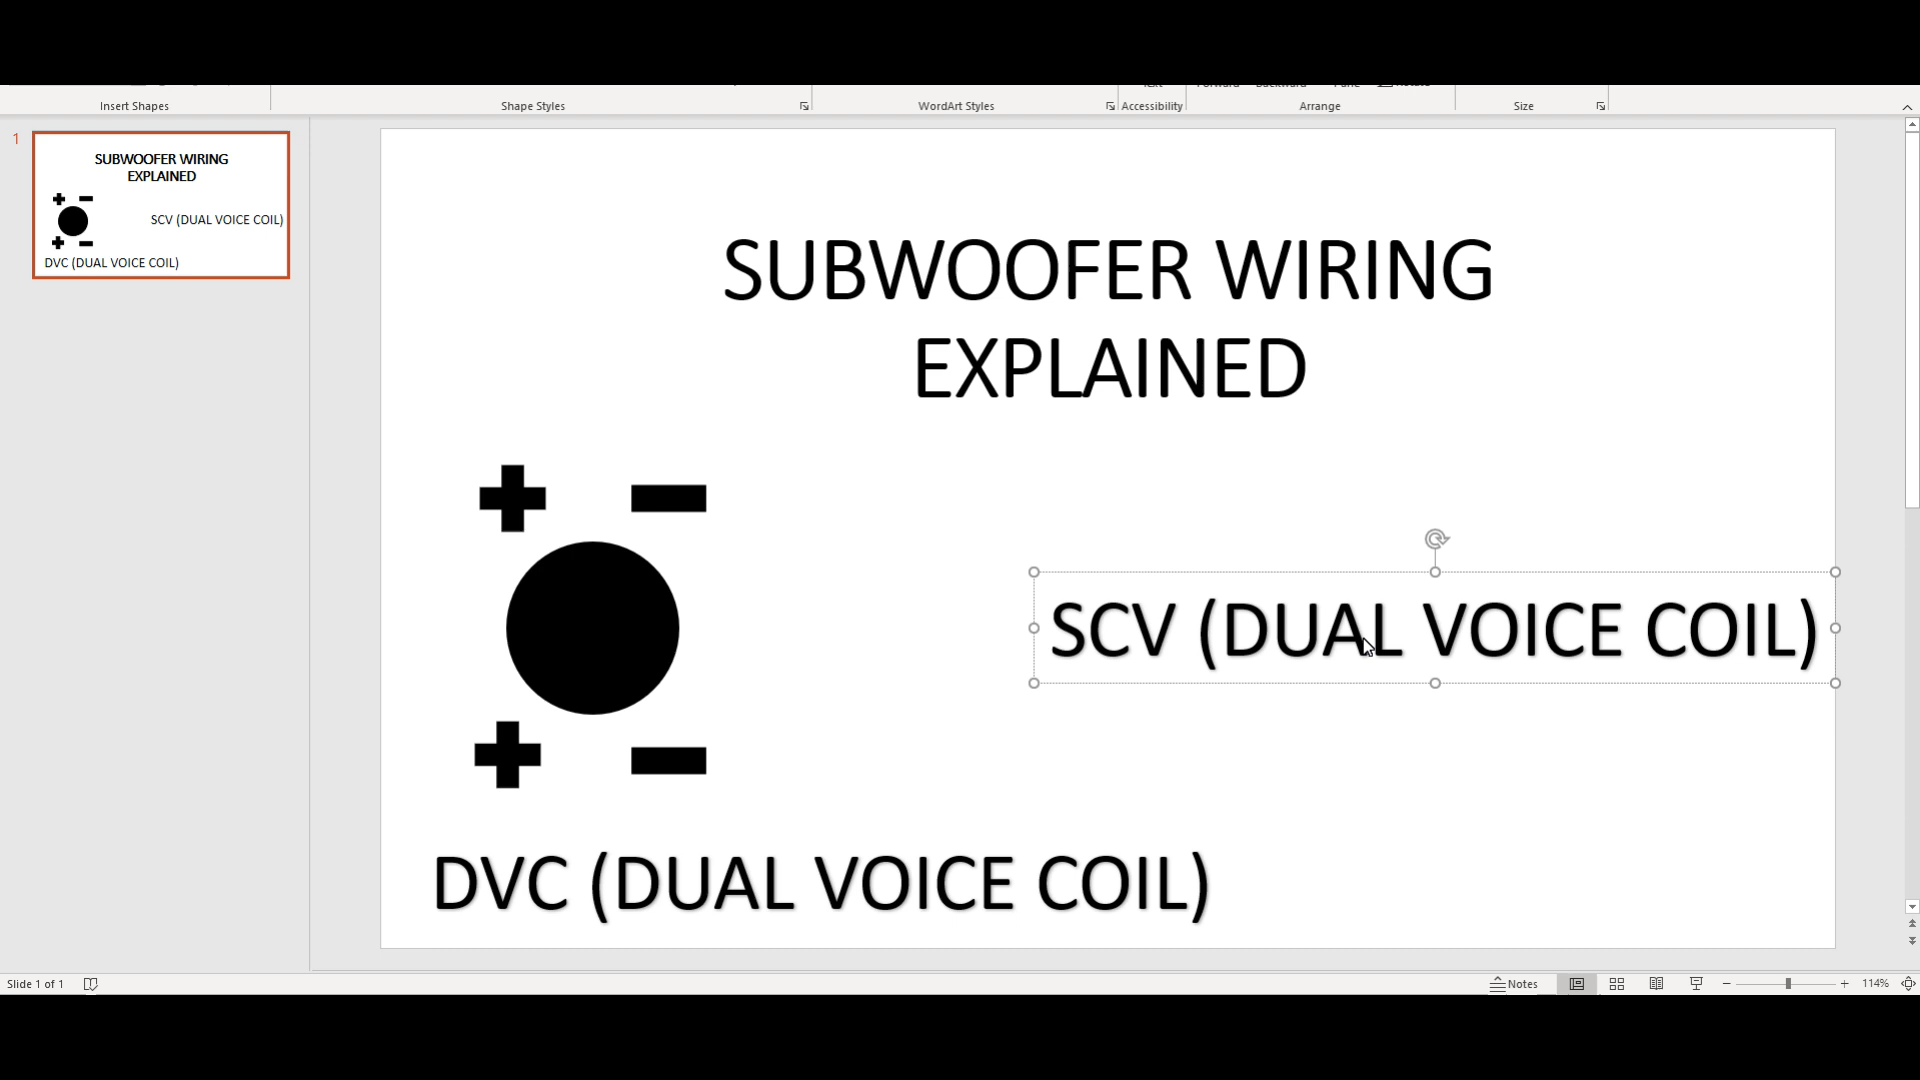 Insert Shapes
Shape Styles
WordArt Styles
Accessibility
Arrange
Size
1
SUBWOOFER WIRING
EXPLAINED
SCV (DUAL VOICE COIL)
DVC (DUAL VOICE COIL)
SUBWOOFER WIRING
EXPLAINED
SCV (DUAL VOICE COIL)
DVC (DUAL VOICE COIL)
Slide 1 of 1
Notes
114%